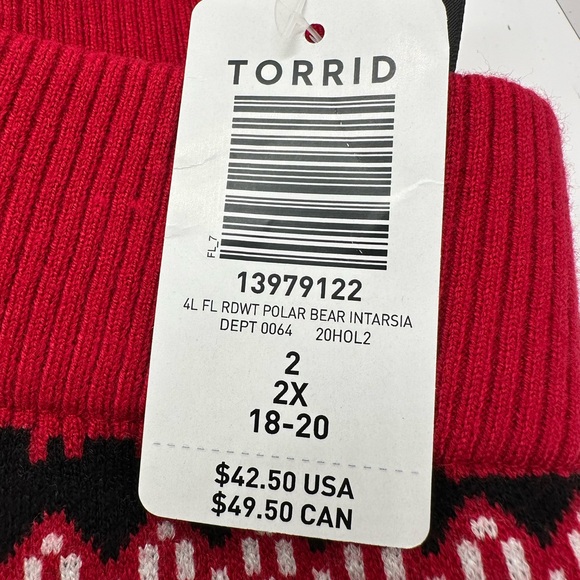 TORRID
FL_7
13979122
4L FL RDWT POLAR BEAR INTARSIA
DEPT 0064 20HOL2
2
2X
18-20
$42.50 USA
$49.50 CAN